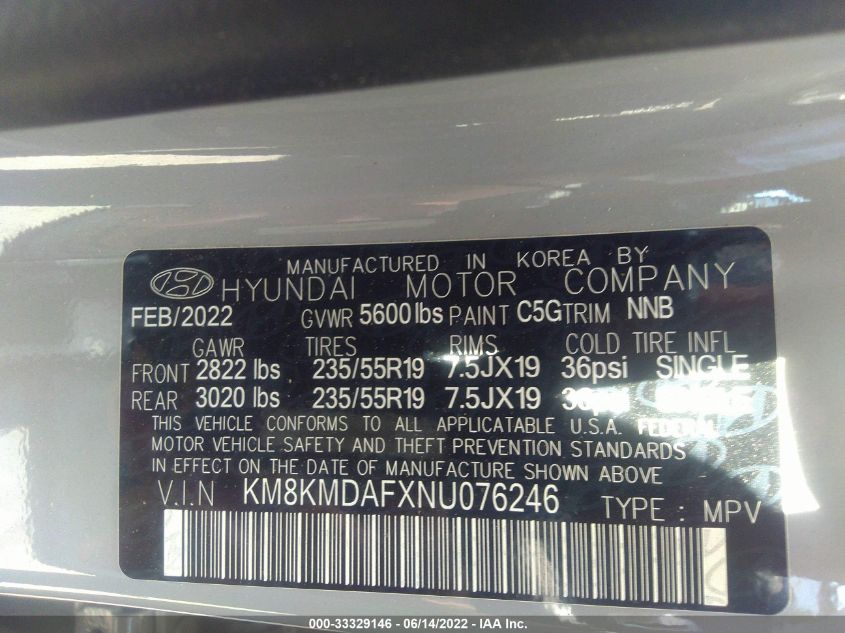 MANUFACTURED IN KOREA BY
HYUNDAI MOTOR COMPANY
FEB/2022 GVWR 5600 lbs PAINT C5G TRIM NNB
GAWR TIRES RIMS COLD TIRE INFL
FRONT 2822 lbs 235/55R19 7.5JX19 36psi SINGLE
REAR 3020 lbs 235/55R19 7.5JX19
THIS VEHICLE CONFORMS TO ALL APPLICATABLE U.S.A. FEDERAL
MOTOR VEHICLE SAFETY AND THEFT PREVENTION STANDARDS
IN EFFECT ON THE DATE OF MANUFACTURE SHOWN ABOVE
V.I.N KM8KMDAFXNU076246 TYPE : MPV
000-33329146 - 06/14/2022 - IAA Inc.